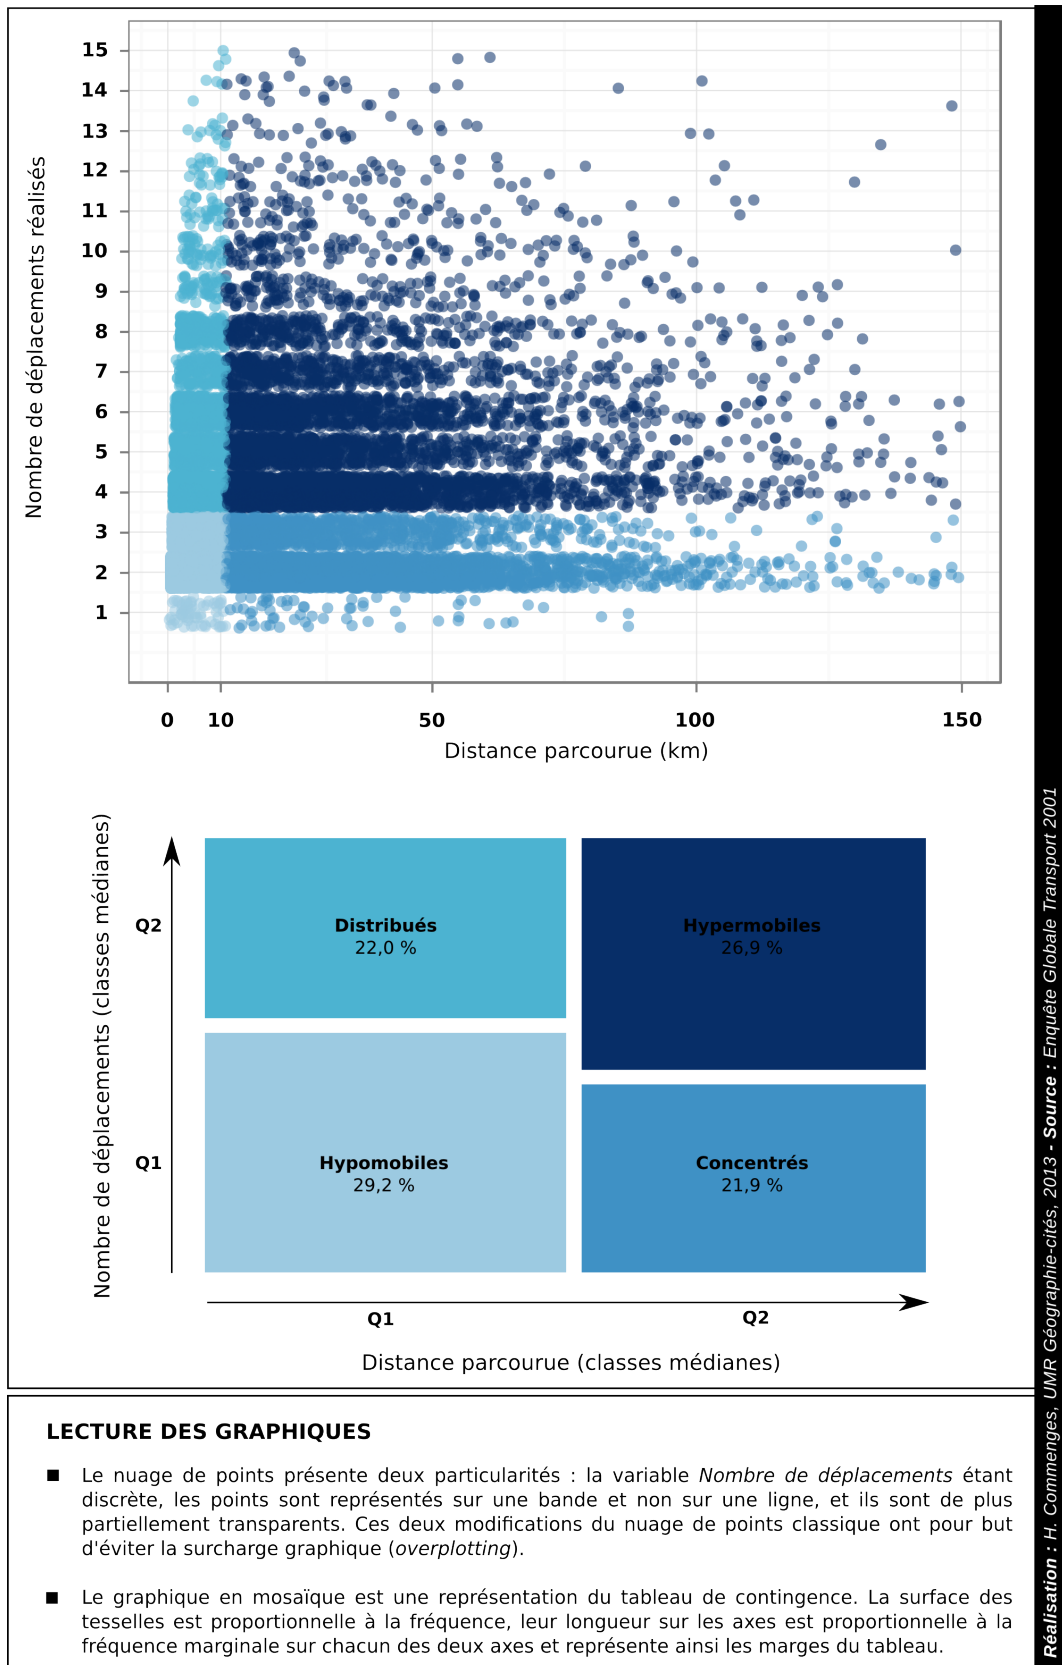 15
14
13
12
11
10
9
8
7
6
5
4
3
2
1
Nombre de déplacements réalisés
0 10 50 100 150
Distance parcourue (km)
Nombre de déplacements (classes médianes)
Q2
Q1
Distribués
22,0 %
Hypermobiles
26,9 %
Hypomobiles
29,2 %
Concentrés
21,9 %
Q1 Q2
Distance parcourue (classes médianes)
LECTURE DES GRAPHIQUES
■ Le nuage de points présente deux particularités : la variable Nombre de déplacements étant
discrète, les points sont représentés sur une bande et non sur une ligne, et ils sont de plus
partiellement transparents. Ces deux modifications du nuage de points classique ont pour but
d'éviter la surcharge graphique (overplotting).
■ Le graphique en mosaïque est une représentation du tableau de contingence. La surface des
tesselles est proportionnelle à la fréquence, leur longueur sur les axes est proportionnelle à la
fréquence marginale sur chacun des deux axes et représente ainsi les marges du tableau.
Réalisation : H. Commenges, UMR Géographie-cités, 2013 - Source : Enquête Globale Transport 2001